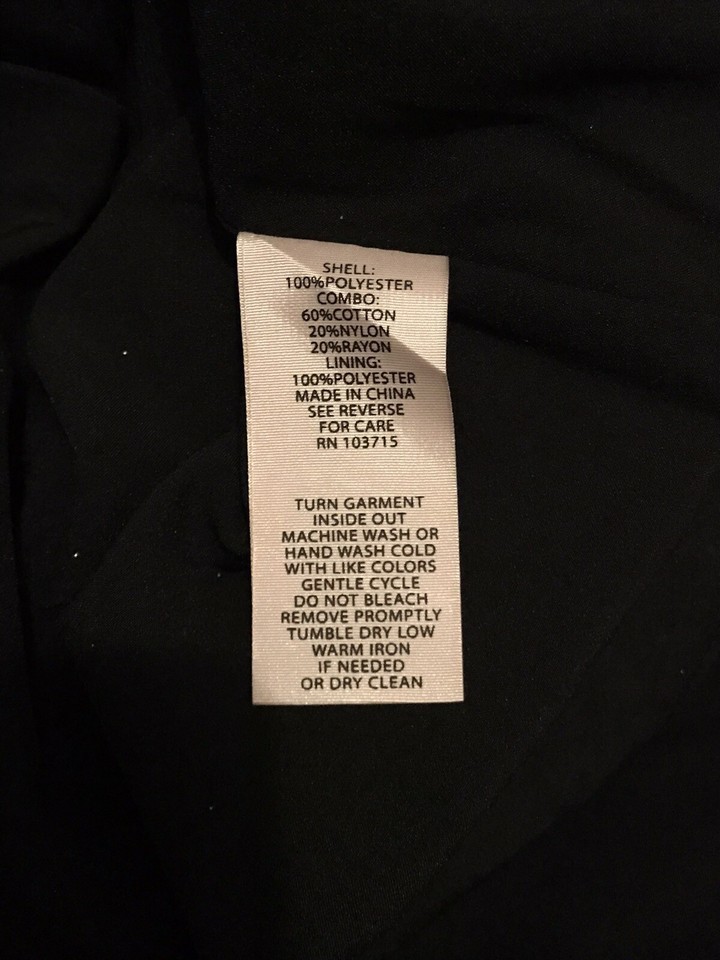 SHELL:
100%POLYESTER
COMBO:
60%COTTON
20%NYLON
20%RAYON
LINING:
100%POLYESTER
MADE IN CHINA
SEE REVERSE
FOR CARE
RN 103715
TURN GARMENT
INSIDE OUT
MACHINE WASH OR
HAND WASH COLD
WITH LIKE COLORS
GENTLE CYCLE
DO NOT BLEACH
REMOVE PROMPTLY
TUMBLE DRY LOW
WARM IRON
IF NEEDED
OR DRY CLEAN